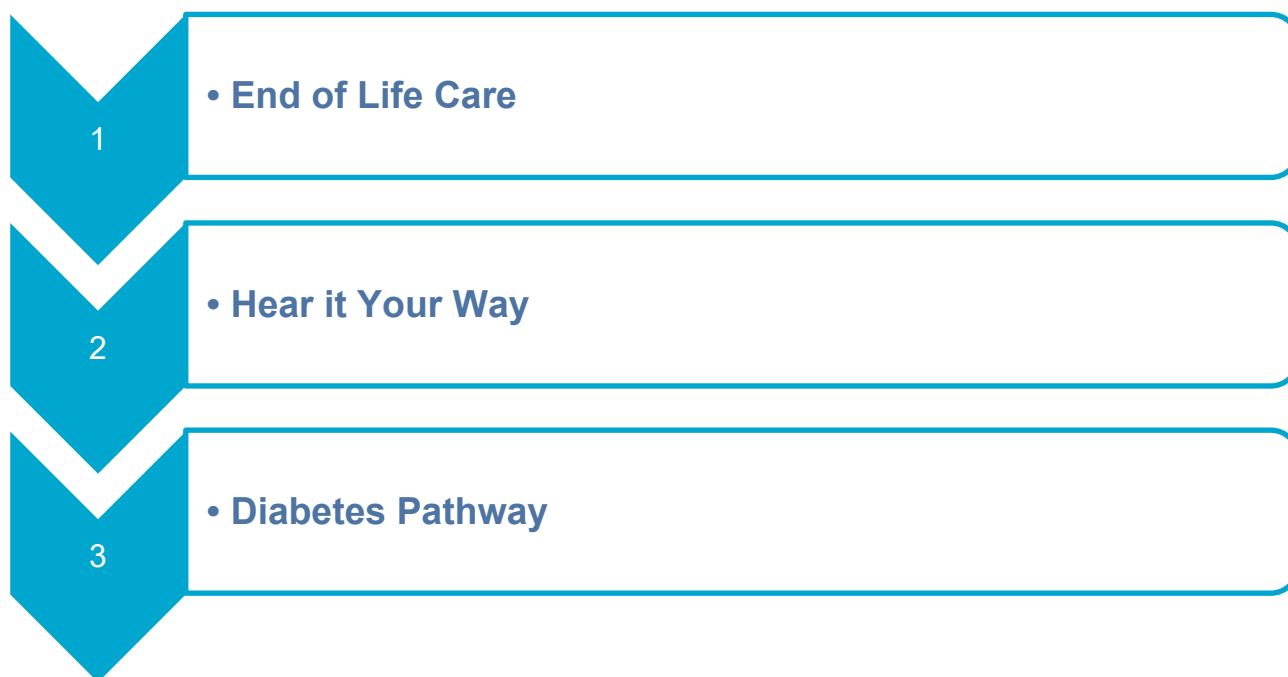 1
• End of Life Care
2
• Hear it Your Way
3
• Diabetes Pathway